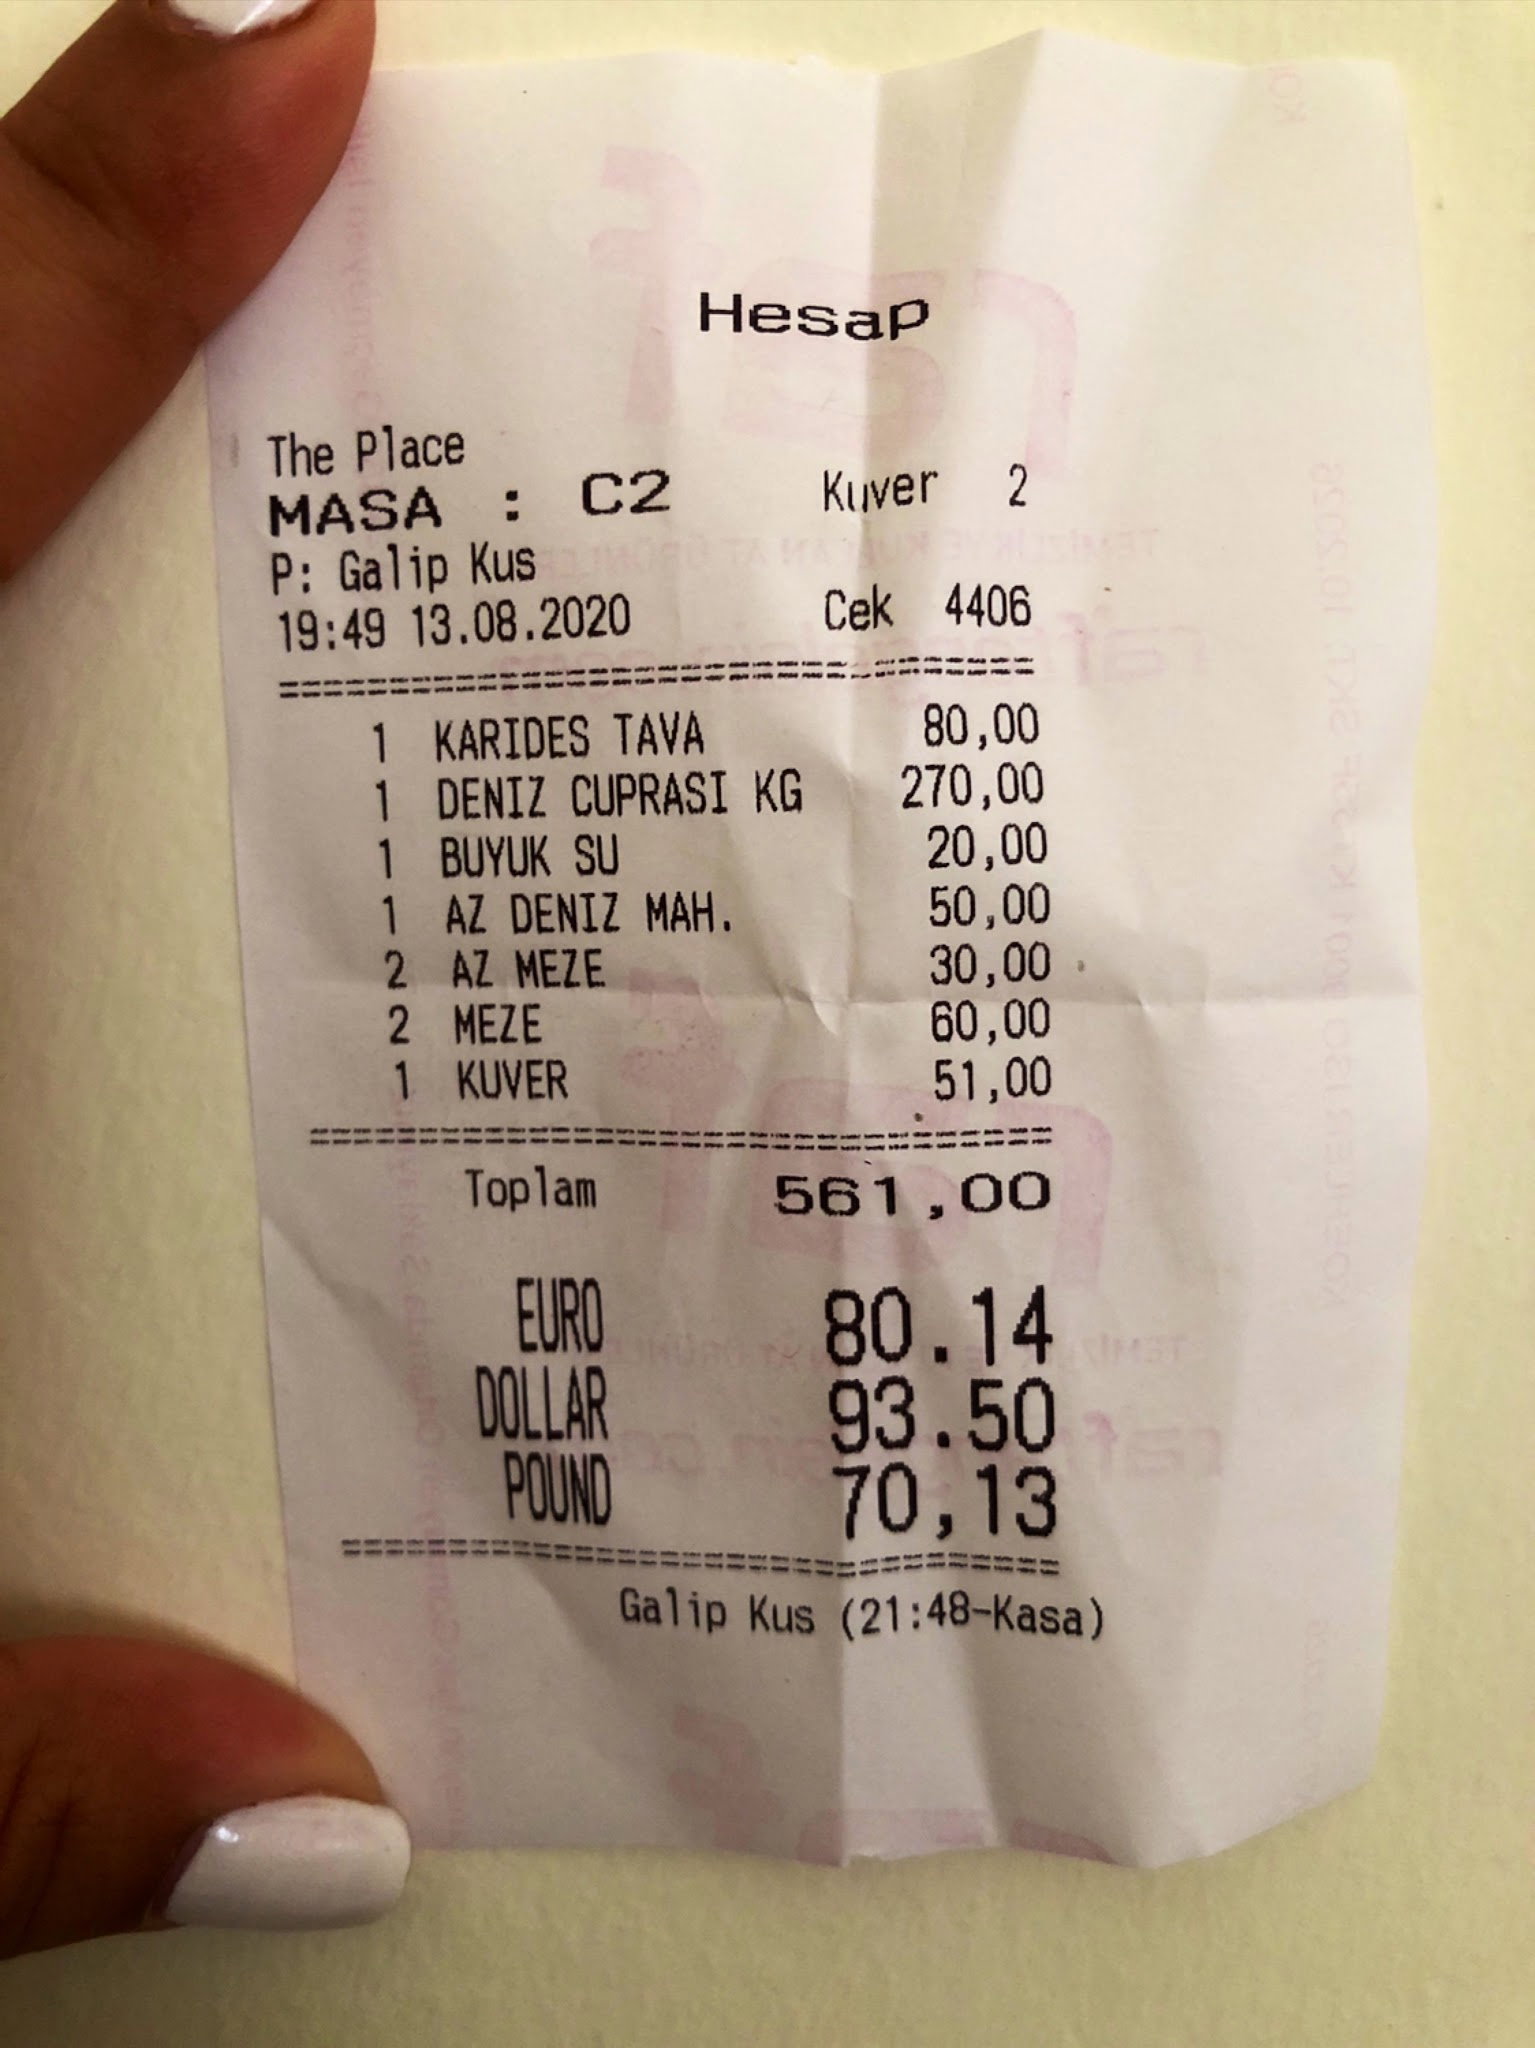 Hesap
The Place
MASA : C2 Kuver 2
P: Galip Kus
19:49 13.08.2020 Cek 4406
1 KARIDES TAVA 80,00
1 DENIZ CUPRASI KG 270,00
1 BUYUK SU 20,00
1 AZ DENIZ MAH. 50,00
2 AZ MEZE 30,00
2 MEZE 60,00
1 KUVER 51,00
Toplam 561,00
EURO 80.14
DOLLAR 93.50
POUND 70,13
Galip Kus (21:48-Kasa)